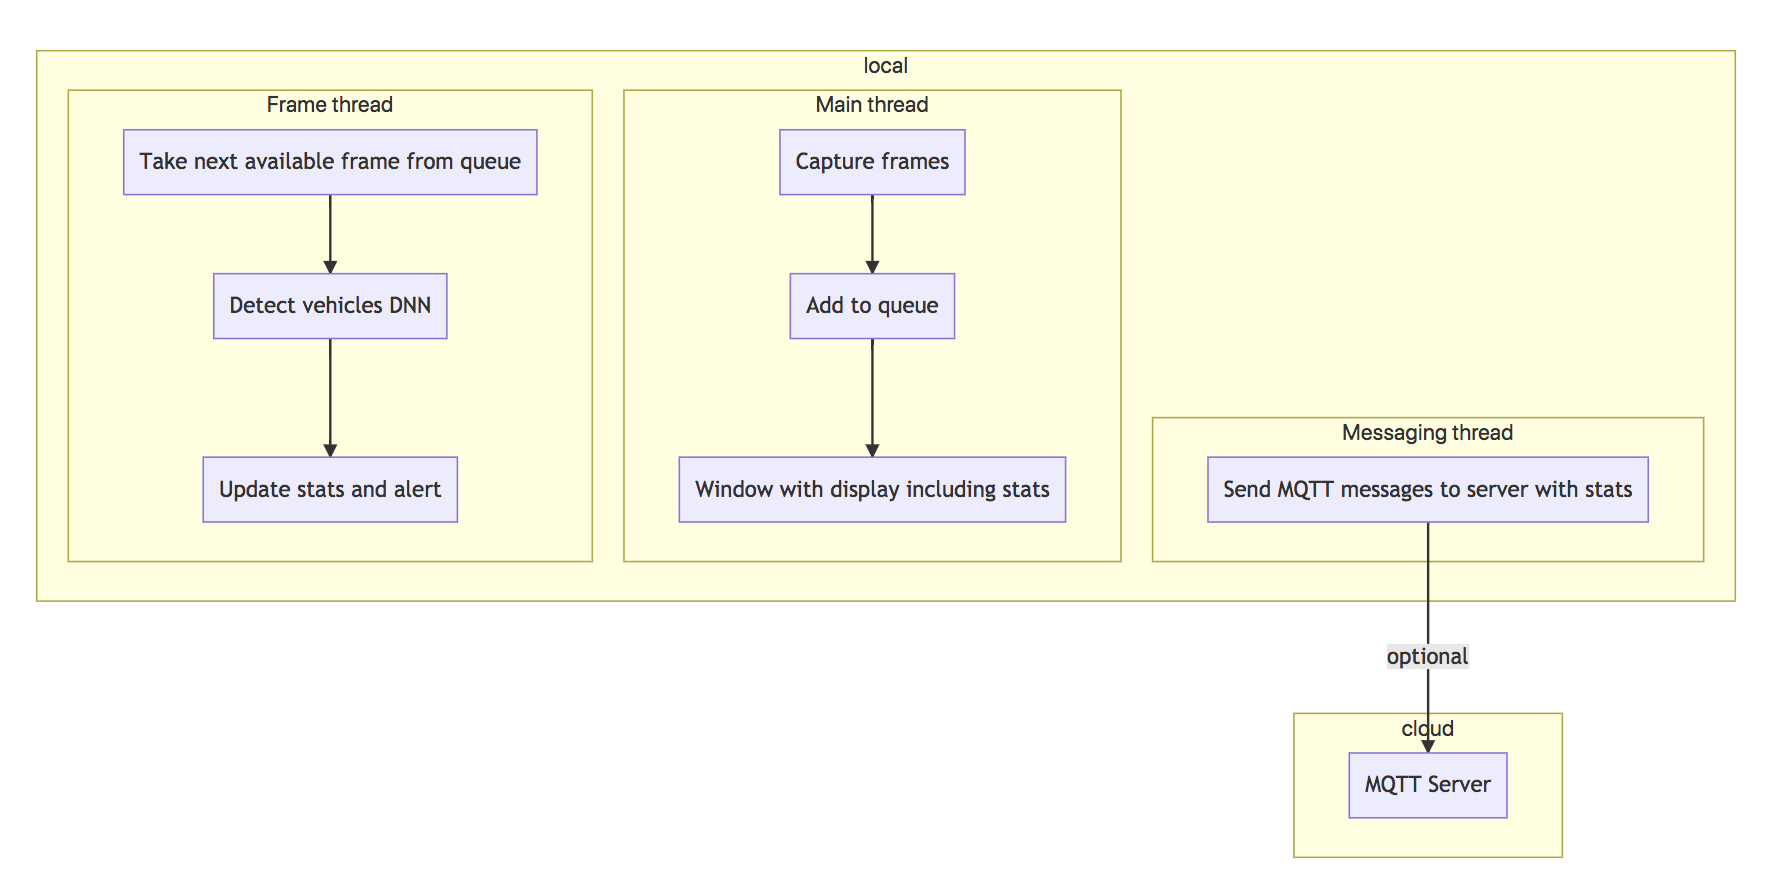 local
Frame thread
Take next available frame from queue
Detect vehicles DNN
Update stats and alert
Main thread
Capture frames
Add to queue
Window with display including stats
Messaging thread
Send MQTT messages to server with stats
optional
cloud
MQTT Server